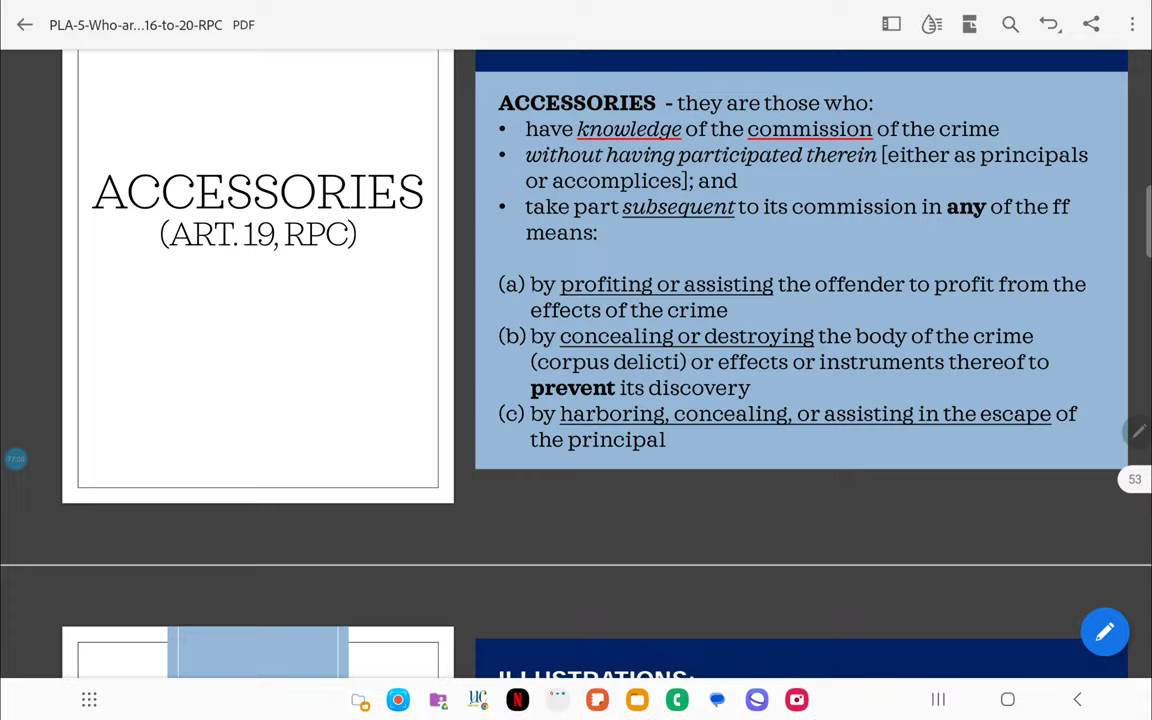 PLA-5-Who-ar...16-to-20-RPC PDF
ACCESSORIES
(ART. 19, RPC)
ACCESSORIES - they are those who:
• have knowledge of the commission of the crime
• without having participated therein [either as principals
or accomplices]; and
• take part subsequent to its commission in any of the ff
means:
(a) by profiting or assisting the offender to profit from the
effects of the crime
(b) by concealing or destroying the body of the crime
(corpus delicti) or effects or instruments thereof to
prevent its discovery
(c) by harboring, concealing, or assisting in the escape of
the principal
53
ILLUSTRATIONS: